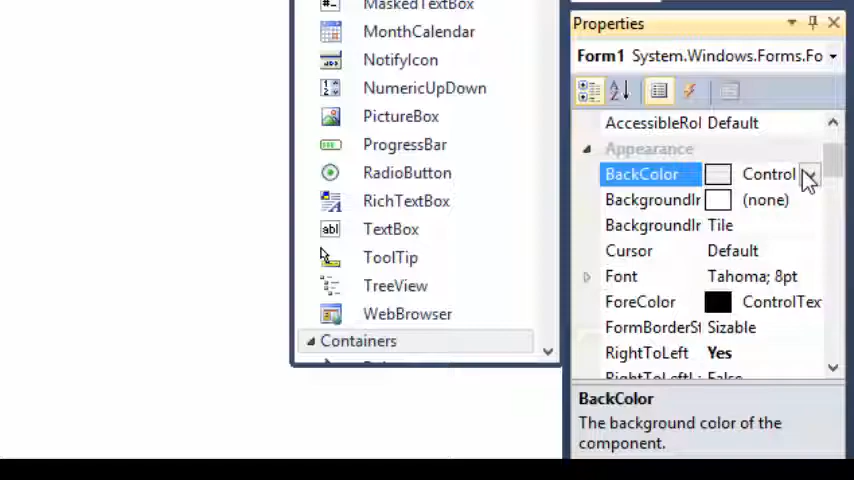 MaskedTextBox
MonthCalendar
NotifyIcon
NumericUpDown
PictureBox
ProgressBar
RadioButton
RichTextBox
TextBox
ToolTip
TreeView
WebBrowser
Containers
Properties
Form1 System.Windows.Forms.Fo
AccessibleRol Default
Appearance
BackColor Control
BackgroundIr (none)
BackgroundIr Tile
Cursor Default
Font Tahoma; 8pt
ForeColor ControlTex
FormBorderSt Sizable
RightToLeft Yes
RightToLeftL False
BackColor
The background color of the
component.